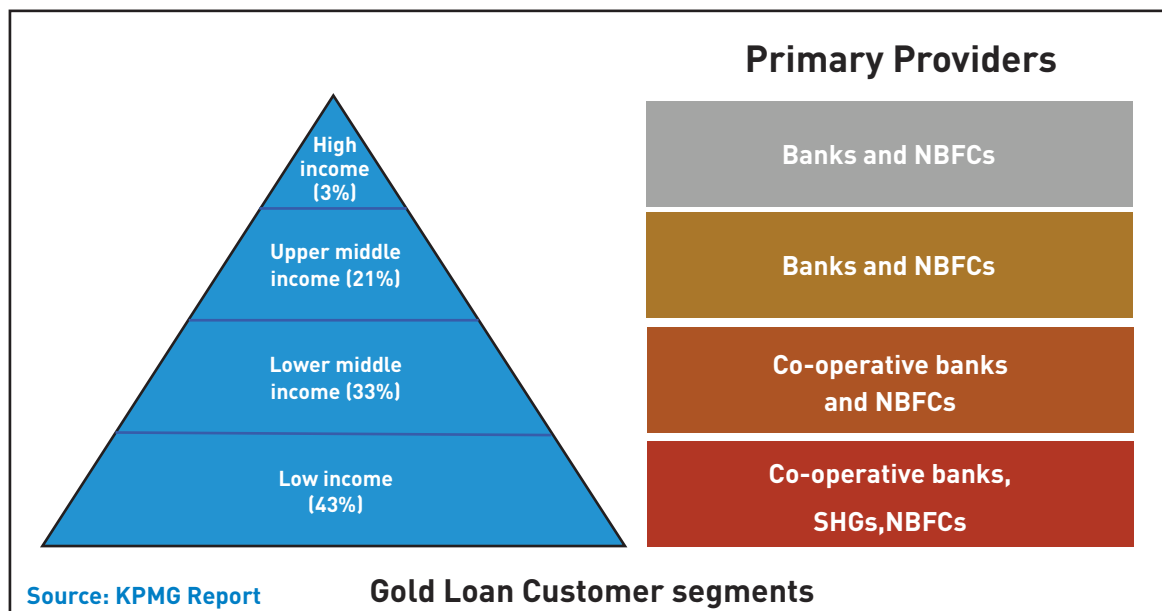 Primary Providers
High
income
(3%)
Banks and NBFCs
Upper middle
income (21%)
Banks and NBFCs
Lower middle
income (33%)
Co-operative banks
and NBFCs
Low income
(43%)
Co-operative banks,
SHGs,NBFCs
Source: KPMG Report
Gold Loan Customer segments